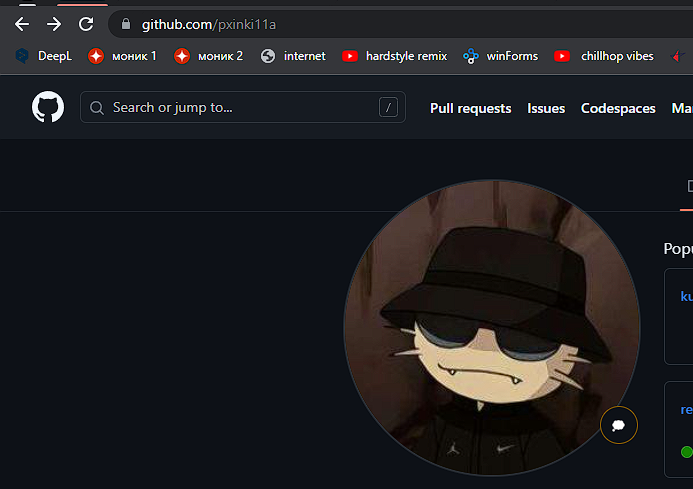 github.com/pxinki11a
DeepL моник 1 моник 2 internet hardstyle remix winForms chillhop vibes
Search or jump to... / Pull requests Issues Codespaces Ma
D
Popu
ku
re